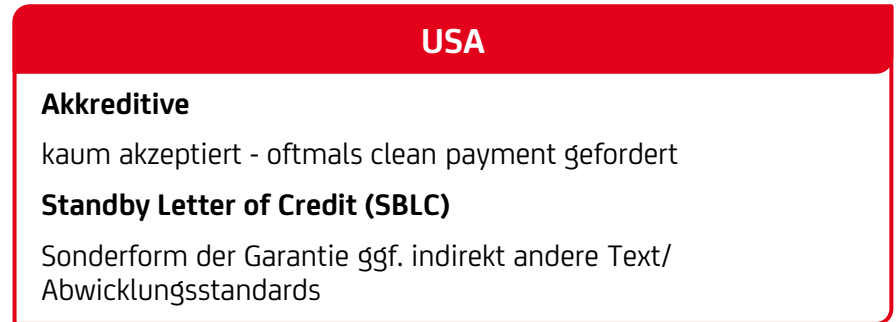 USA
Akkreditive
kaum akzeptiert - oftmals clean payment gefordert
Standby Letter of Credit (SBLC)
Sonderform der Garantie ggf. indirekt andere Text/
Abwicklungsstandards